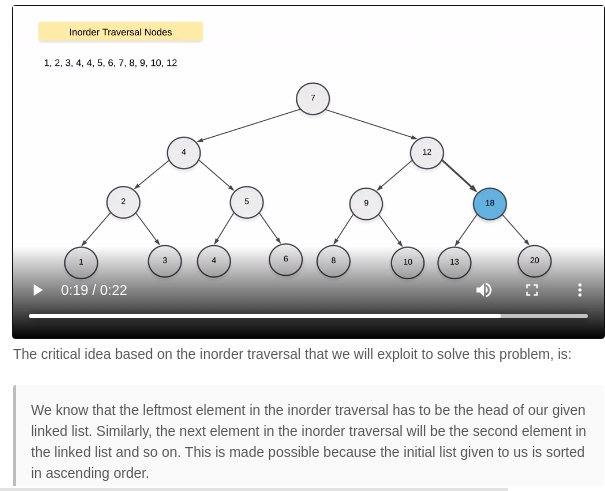 Inorder Traversal Nodes
1, 2, 3, 4, 4, 5, 6, 7, 8, 9, 10, 12
7
4
12
2
5
9
18
1
3
4
6
8
10
13
20
0:19 / 0:22
The critical idea based on the inorder traversal that we will exploit to solve this problem, is:
We know that the leftmost element in the inorder traversal has to be the head of our given
linked list. Similarly, the next element in the inorder traversal will be the second element in
the linked list and so on. This is made possible because the initial list given to us is sorted
in ascending order.